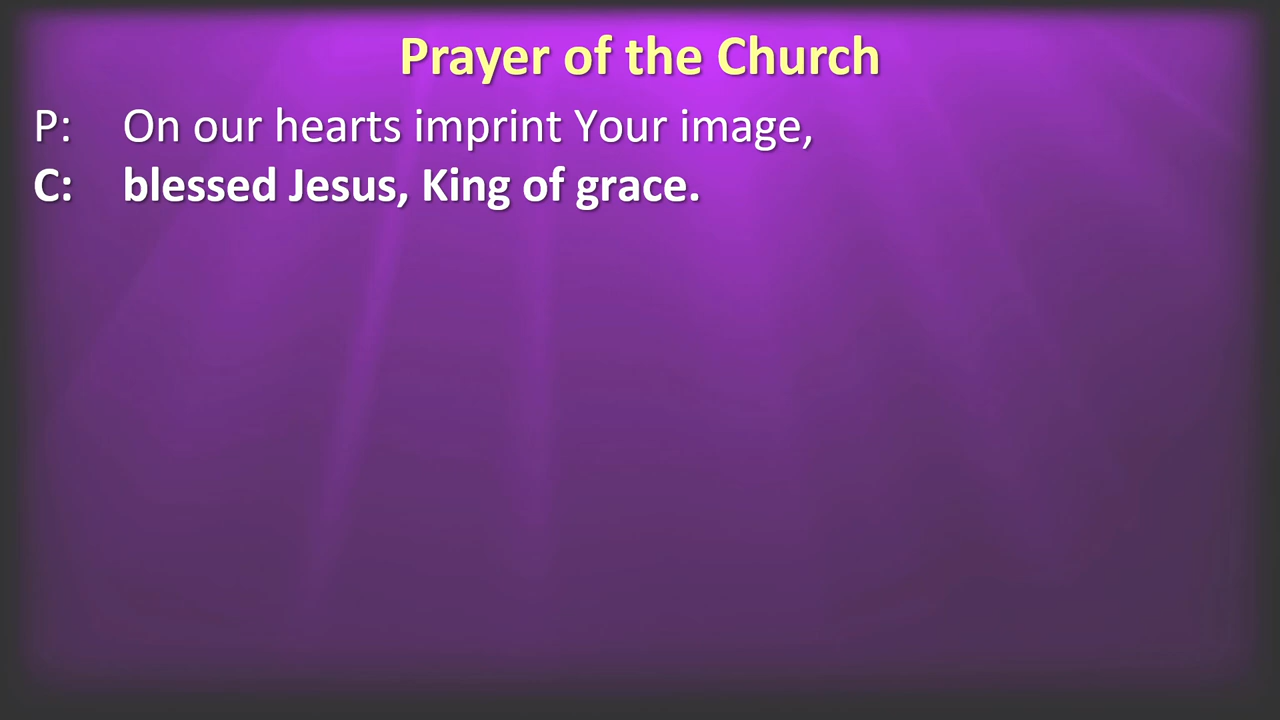 Prayer of the Church
P: On our hearts imprint Your image,
C: blessed Jesus, King of grace.